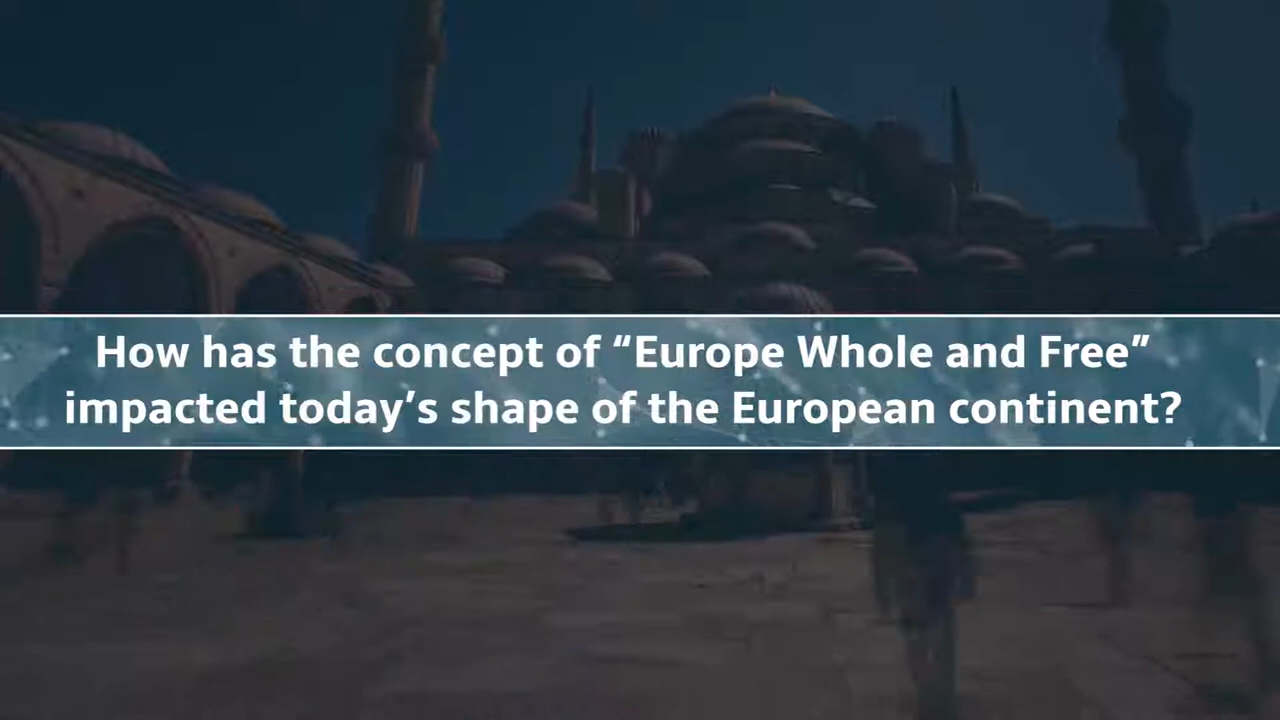 How has the concept of “Europe Whole and Free”
impacted today’s shape of the European continent?